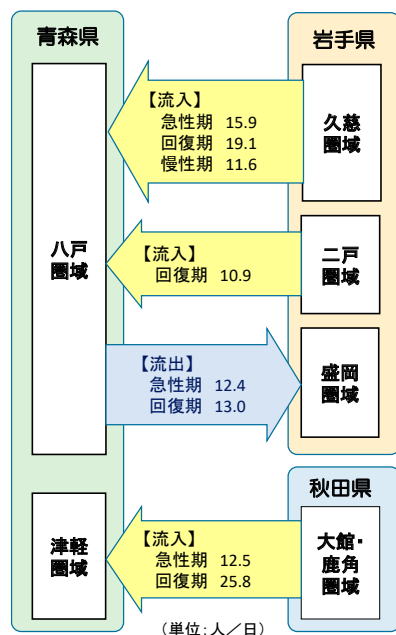 青森県
岩手県
八戸
圏域
【流入】
急性期 15.9
回復期 19.1
慢性期 11.6
久慈
圏域
【流入】
回復期 10.9
二戸
圏域
【流出】
急性期 12.4
回復期 13.0
盛岡
圏域
秋田県
津軽
圏域
【流入】
急性期 12.5
回復期 25.8
大館・
鹿角
圏域
（単位：人／日）